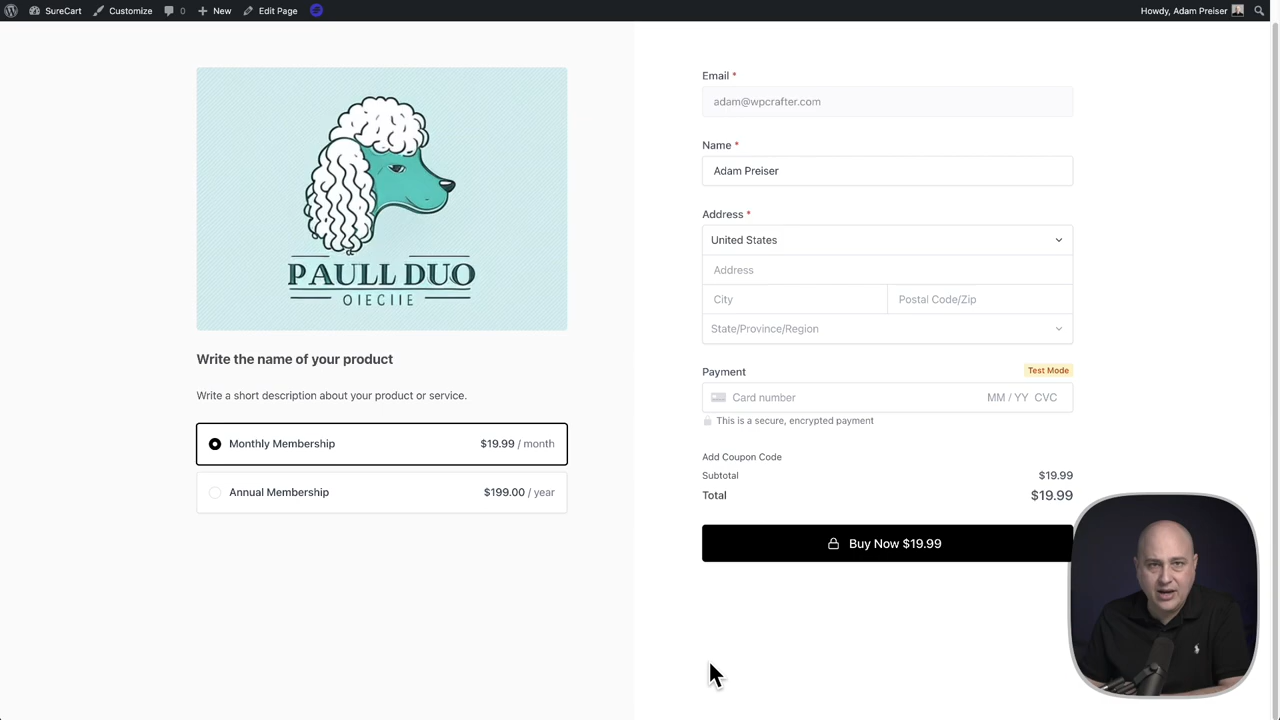 SureCart
Customize
0
New
Edit Page
Howdy, Adam Preiser
PAULL DUO
OIECIIE
Write the name of your product
Write a short description about your product or service.
Monthly Membership
$19.99 / month
Annual Membership
$199.00 / year
Email *
adam@wpcrafter.com
Name *
Adam Preiser
Address *
United States
Address
City
Postal Code/Zip
State/Province/Region
Payment
Test Mode
Card number
MM / YY CVC
This is a secure, encrypted payment
Add Coupon Code
Subtotal
$19.99
Total
$19.99
Buy Now $19.99